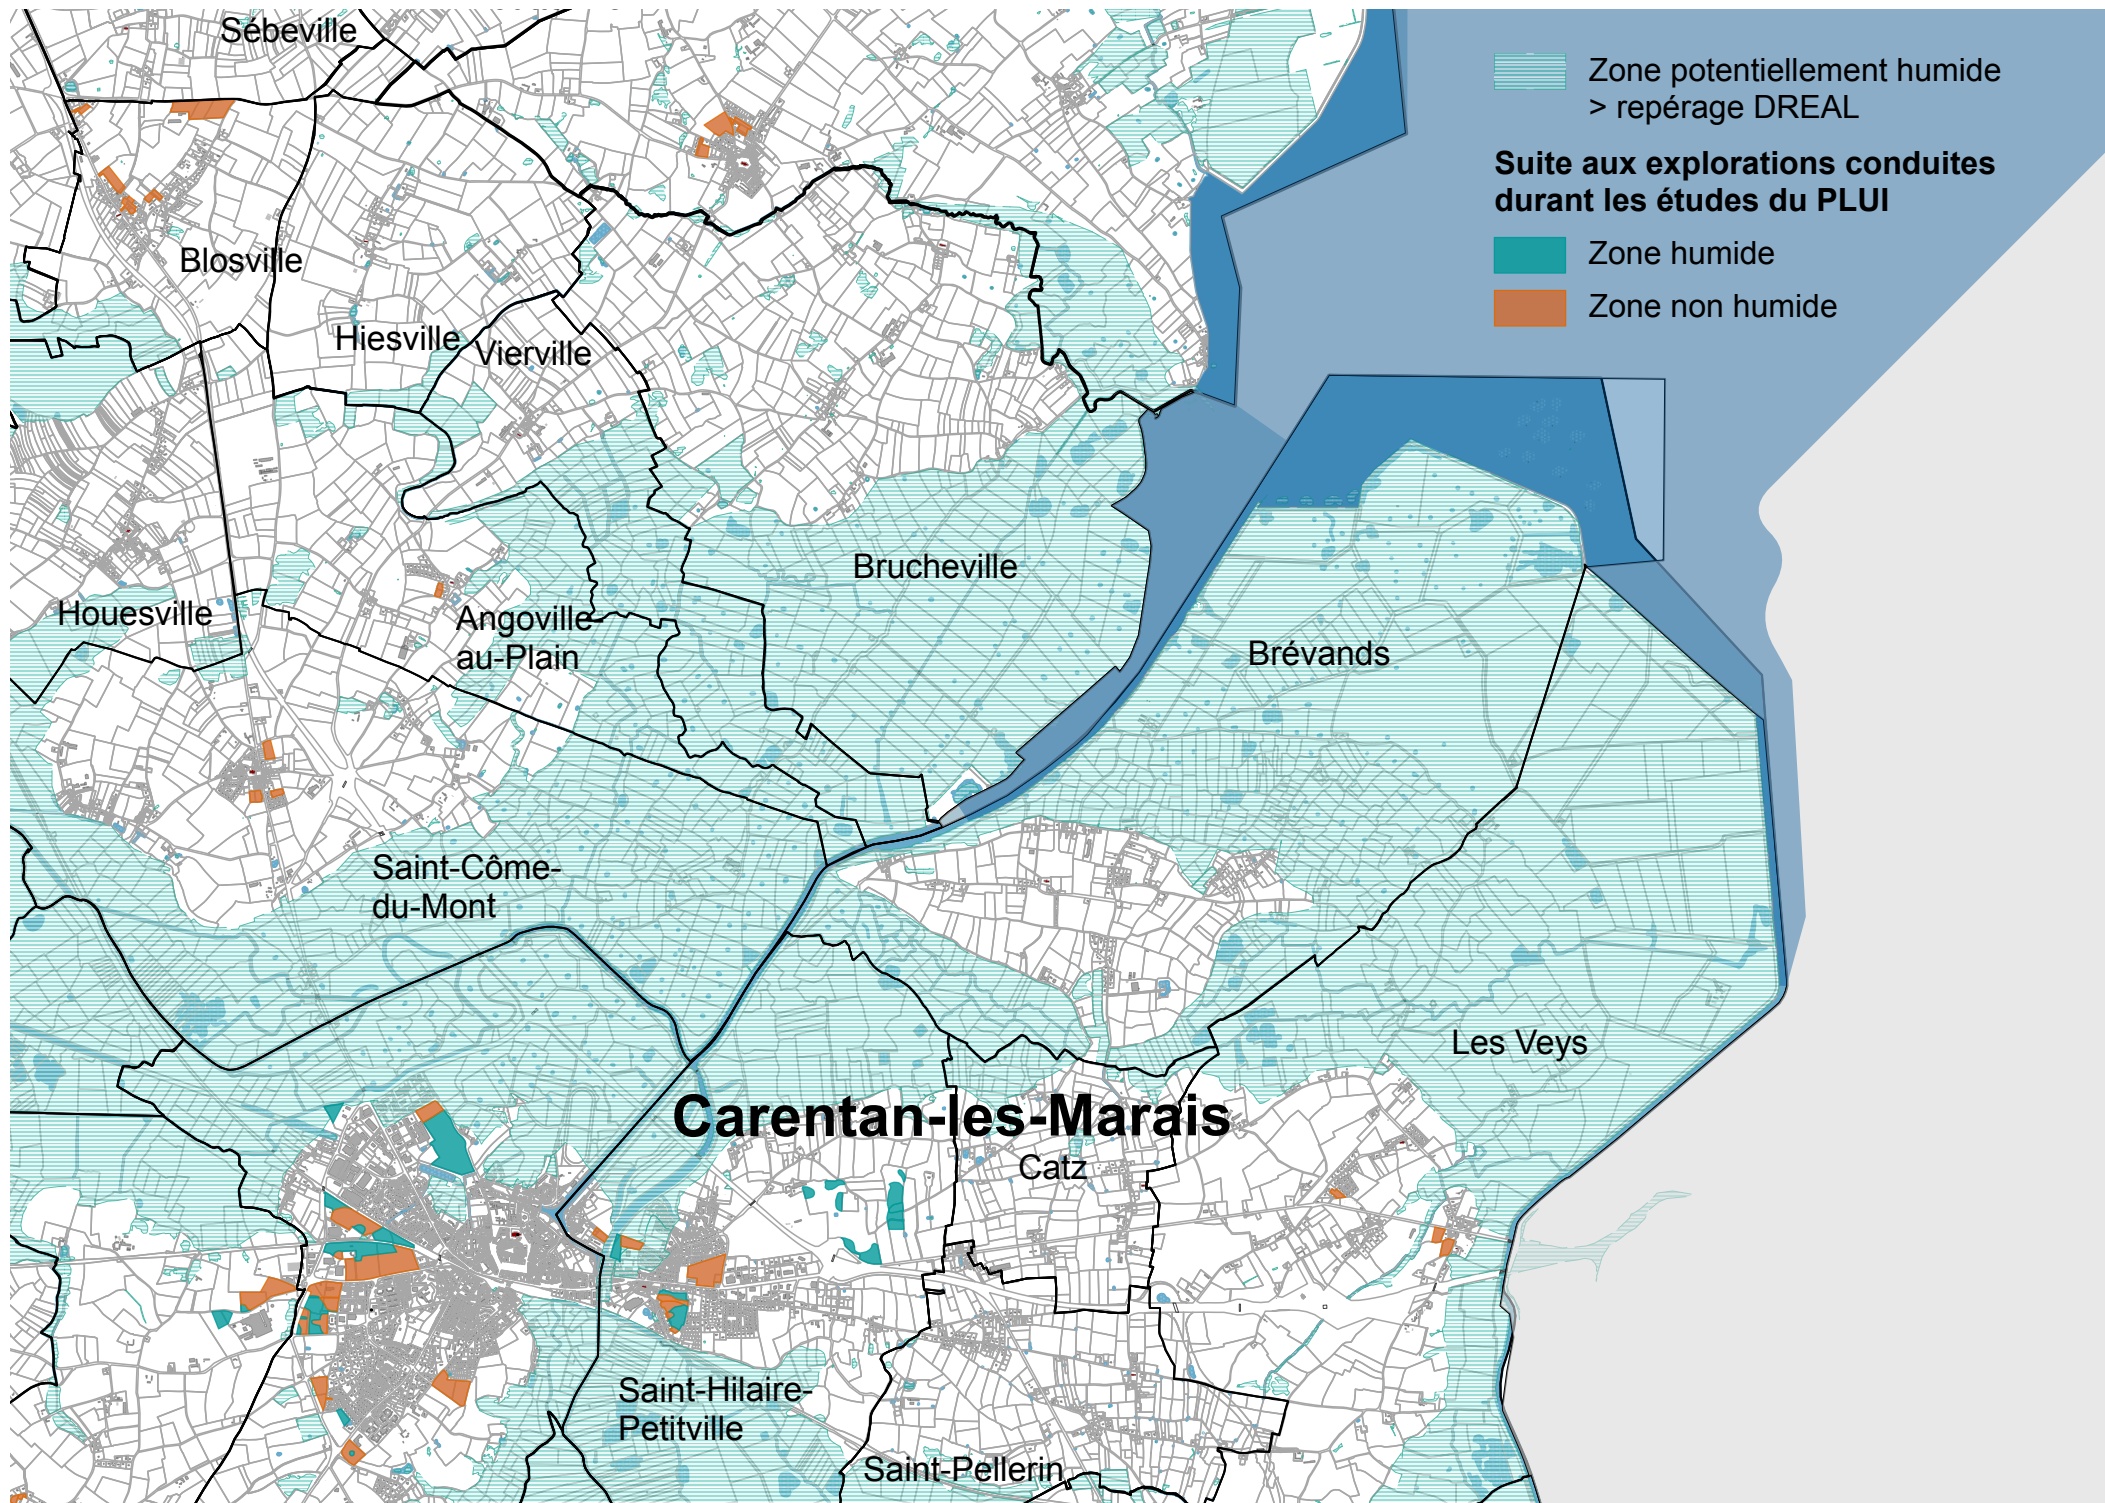 Sébeville
Zone potentiellement humide
> repérage DREAL
Suite aux explorations conduites
durant les études du PLUI
Zone humide
Zone non humide
Blosville
Hiesville
Vierville
Brucheville
Houesville
Angoville
au-Plain
Brévands
Saint-Côme-
du-Mont
Les Veys
Carentan-les-Marais
Catz
Saint-Hilaire-
Petitville
Saint-Pellerin